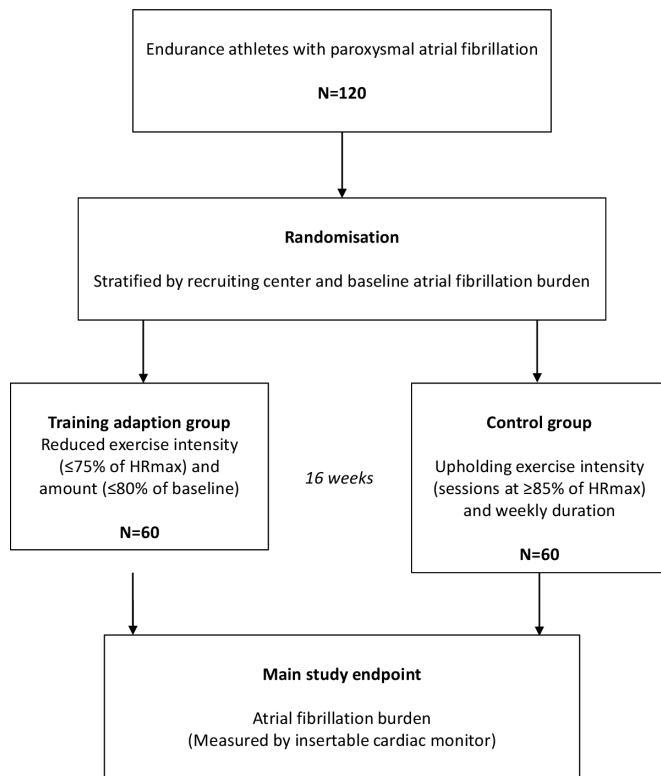 Endurance athletes with paroxysmal atrial fibrillation
N=120
Randomisation
Stratified by recruiting center and baseline atrial fibrillation burden
Training adaption group
Reduced exercise intensity
(≤75% of HRmax) and
amount (≤80% of baseline)
N=60
16 weeks
Control group
Upholding exercise intensity
(sessions at ≥85% of HRmax)
and weekly duration
N=60
Main study endpoint
Atrial fibrillation burden
(Measured by insertable cardiac monitor)